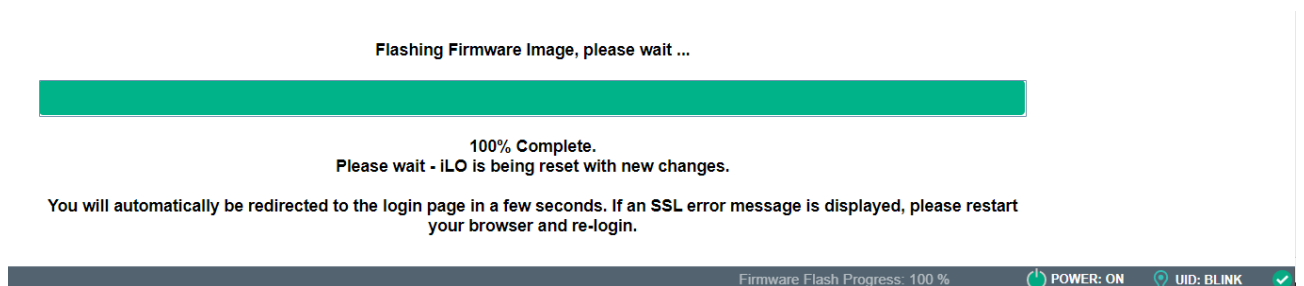 Flashing Firmware Image, please wait ...
100% Complete.
Please wait - iLO is being reset with new changes.
You will automatically be redirected to the login page in a few seconds. If an SSL error message is displayed, please restart
your browser and re-login.
Firmware Flash Progress: 100 % POWER: ON UID: BLINK